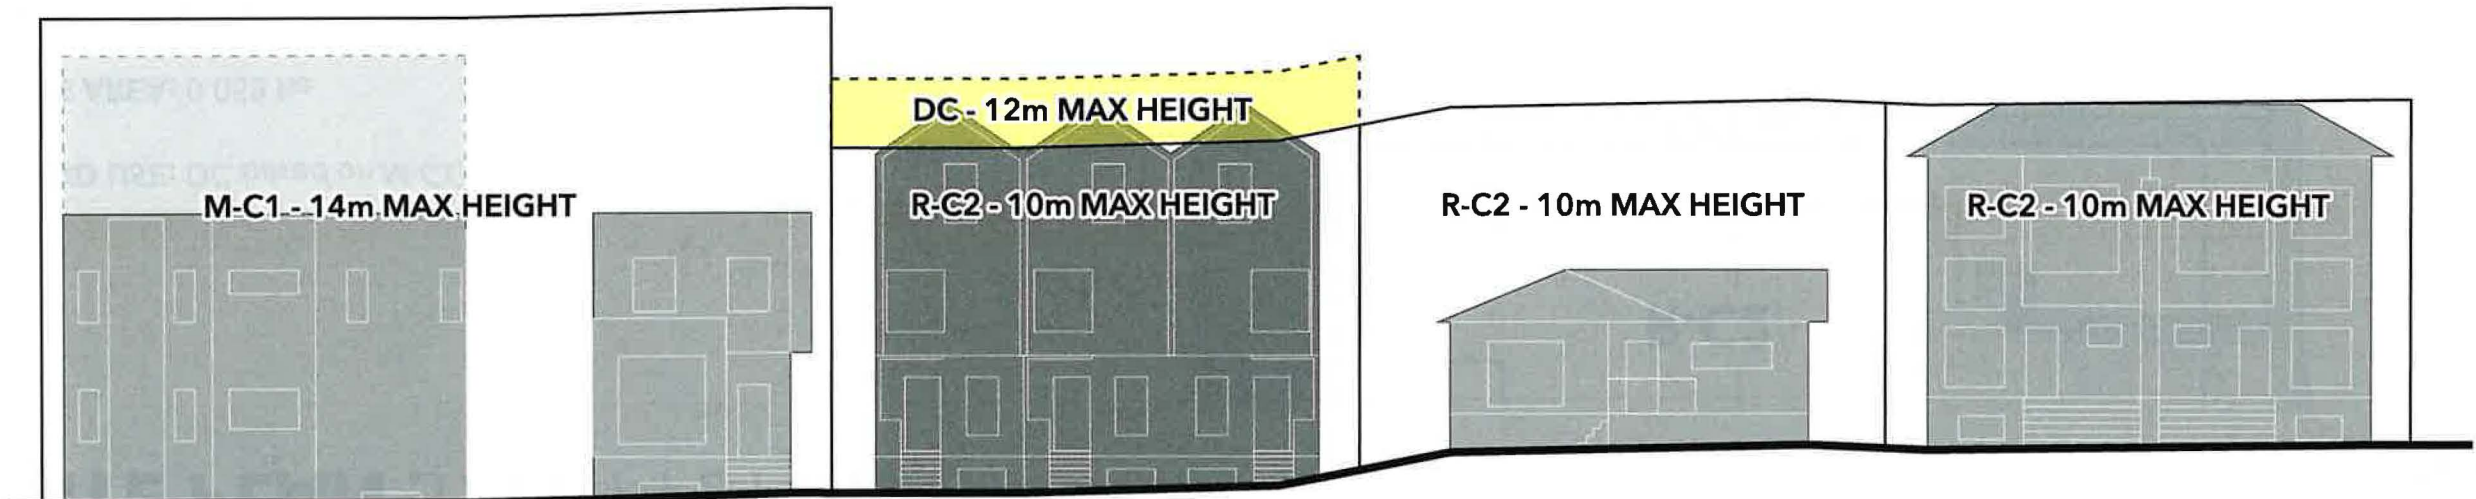 DC - 12m MAX HEIGHT
M-C1 - 14m MAX HEIGHT
R-C2 - 10m MAX HEIGHT
R-C2 - 10m MAX HEIGHT
R-C2 - 10m MAX HEIGHT